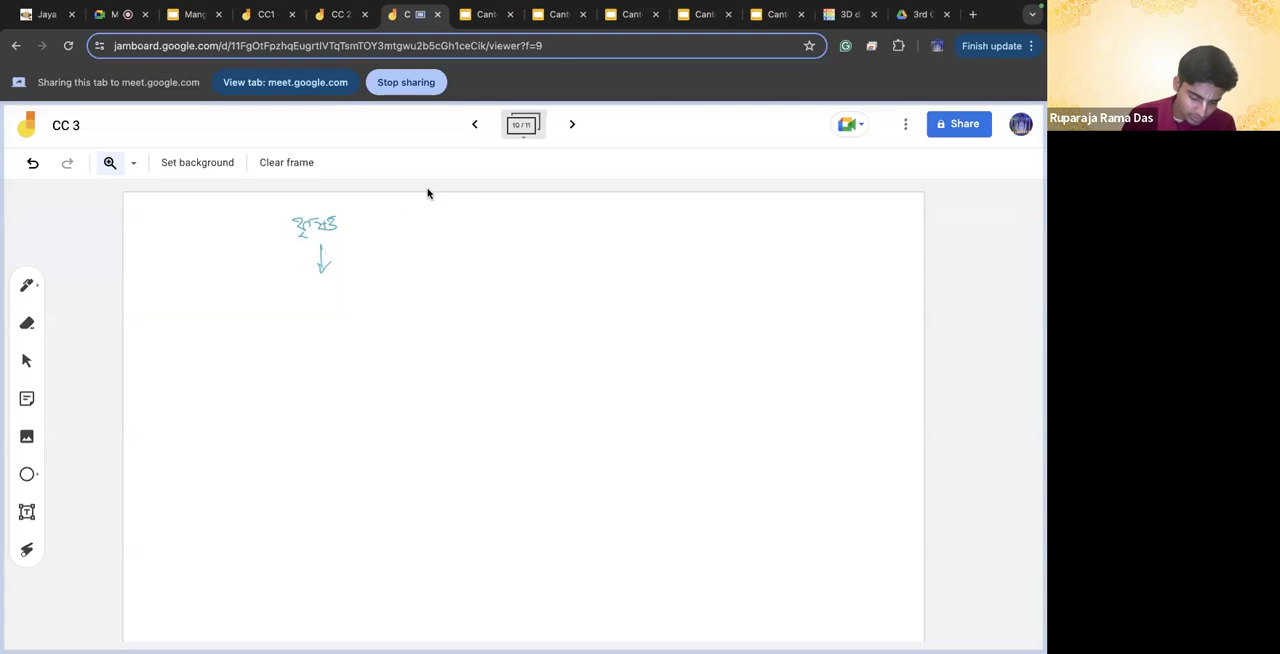 Jaya
M
Mang
CC1
CC 2
C
Cant
Cant
Cant
Cant
Cant
3D d
3rd C
jamboard.google.com/d/11FgOtFpzhqEugrtIVTqTsmTOY3mtgwu2b5cGh1ceCik/viewer?f=9
Finish update
Sharing this tab to meet.google.com
View tab: meet.google.com
Stop sharing
Ruparaja Rama Das
CC 3
10 / 11
Share
Set background
Clear frame